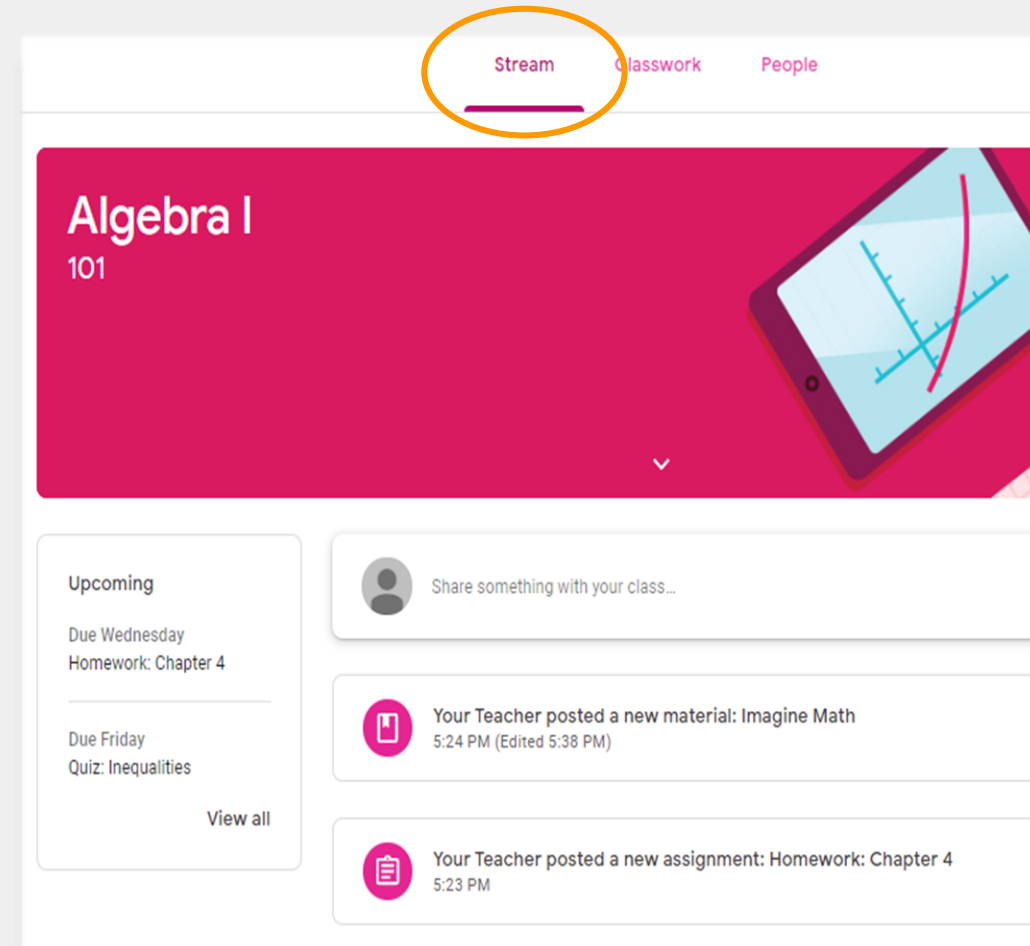 Stream Classwork People
Algebra I
101
Upcoming
Due Wednesday
Homework: Chapter 4
Due Friday
Quiz: Inequalities
View all
Share something with your class...
Your Teacher posted a new material: Imagine Math
5:24 PM (Edited 5:38 PM)
Your Teacher posted a new assignment: Homework: Chapter 4
5:23 PM